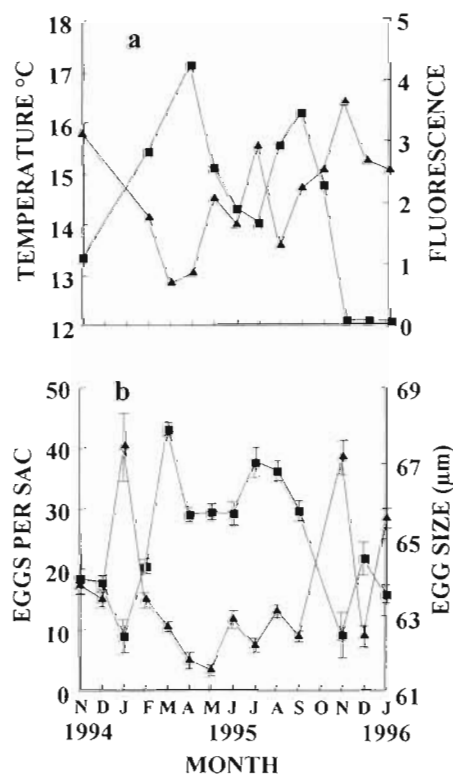 a
TEMPERATURE °C
18
17
16
15
14
13
12
FLUORESCENCE
5
4
3
2
1
0
b
EGGS PER SAC
50
40
30
20
10
0
EGG SIZE (µm)
69
67
65
63
61
N D J F M A M J J A S O N D J
1994 1995 1996
MONTH